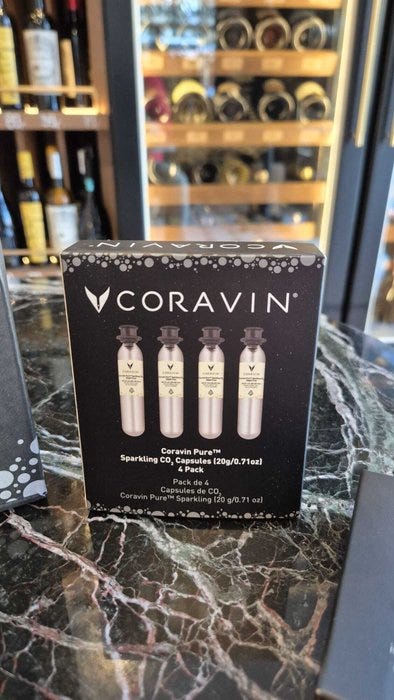 CORAVIN
CORAVIN®
Coravin Pure™
Sparkling CO₂ Capsules (20g/0.71oz)
4 Pack
Pack de 4
Capsules de CO₂
Coravin Pure™ Sparkling (20 g/0.71 oz)